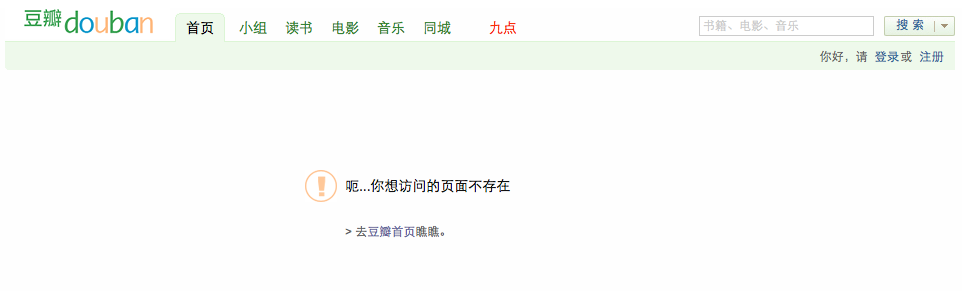 豆瓣douban 首页 小组 读书 电影 音乐 同城 九点 书籍、电影、音乐 搜 索
你好，请 登录或 注册
呃...你想访问的页面不存在
> 去豆瓣首页瞧瞧。